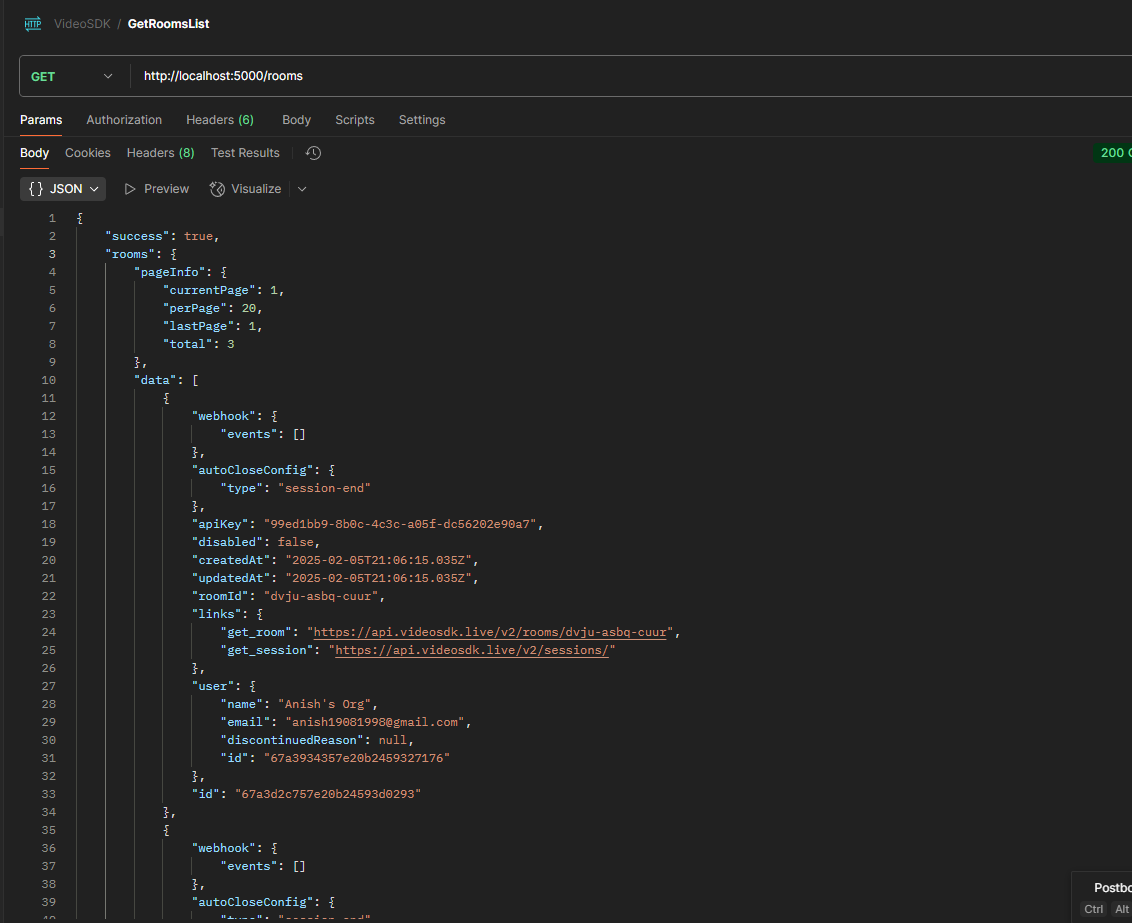 HTTP VideoSDK / GetRoomsList
GET http://localhost:5000/rooms
Params Authorization Headers (6) Body Scripts Settings
Body Cookies Headers (8) Test Results
200
{} JSON Preview Visualize
1 {
2 "success": true,
3 "rooms": {
4 "pageInfo": {
5 "currentPage": 1,
6 "perPage": 20,
7 "lastPage": 1,
8 "total": 3
9 },
10 "data": [
11 {
12 "webhook": {
13 "events": []
14 },
15 "autoCloseConfig": {
16 "type": "session-end"
17 },
18 "apiKey": "99ed1bb9-8b0c-4c3c-a05f-dc56202e90a7",
19 "disabled": false,
20 "createdAt": "2025-02-05T21:06:15.035Z",
21 "updatedAt": "2025-02-05T21:06:15.035Z",
22 "roomId": "dvju-asbq-cuur",
23 "links": {
24 "get_room": "https://api.videosdk.live/v2/rooms/dvju-asbq-cuur",
25 "get_session": "https://api.videosdk.live/v2/sessions/"
26 },
27 "user": {
28 "name": "Anish's Org",
29 "email": "anish19081998@gmail.com",
30 "discontinuedReason": null,
31 "id": "67a3934357e20b2459327176"
32 },
33 "id": "67a3d2c757e20b24593d0293"
34 },
35 {
36 "webhook": {
37 "events": []
38 },
39 "autoCloseConfig": {
Postbo
Ctrl Alt